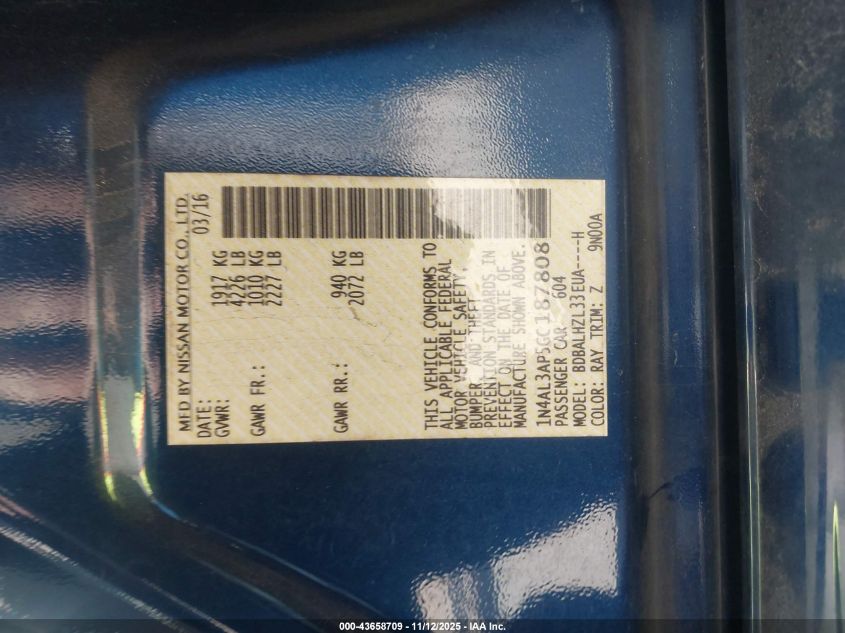 MFD BY NISSAN MOTOR CO., LTD.
DATE: 03/16
GVWR: 1917 KG
4226 LB
GAWR FR.: 1010 KG
2227 LB
GAWR RR.: 940 KG
2072 LB
THIS VEHICLE CONFORMS TO
ALL APPLICABLE FEDERAL
MOTOR VEHICLE SAFETY,
BUMPER, AND THEFT
PREVENTION STANDARDS IN
EFFECT ON THE DATE OF
MANUFACTURE SHOWN ABOVE.
1N4AL3AP5GC187808
PASSENGER CAR 604
MODEL: BDBALHZL33EUA----H
COLOR: RAY TRIM: Z 9N00A
000-43658709 - 11/12/2025 - IAA Inc.